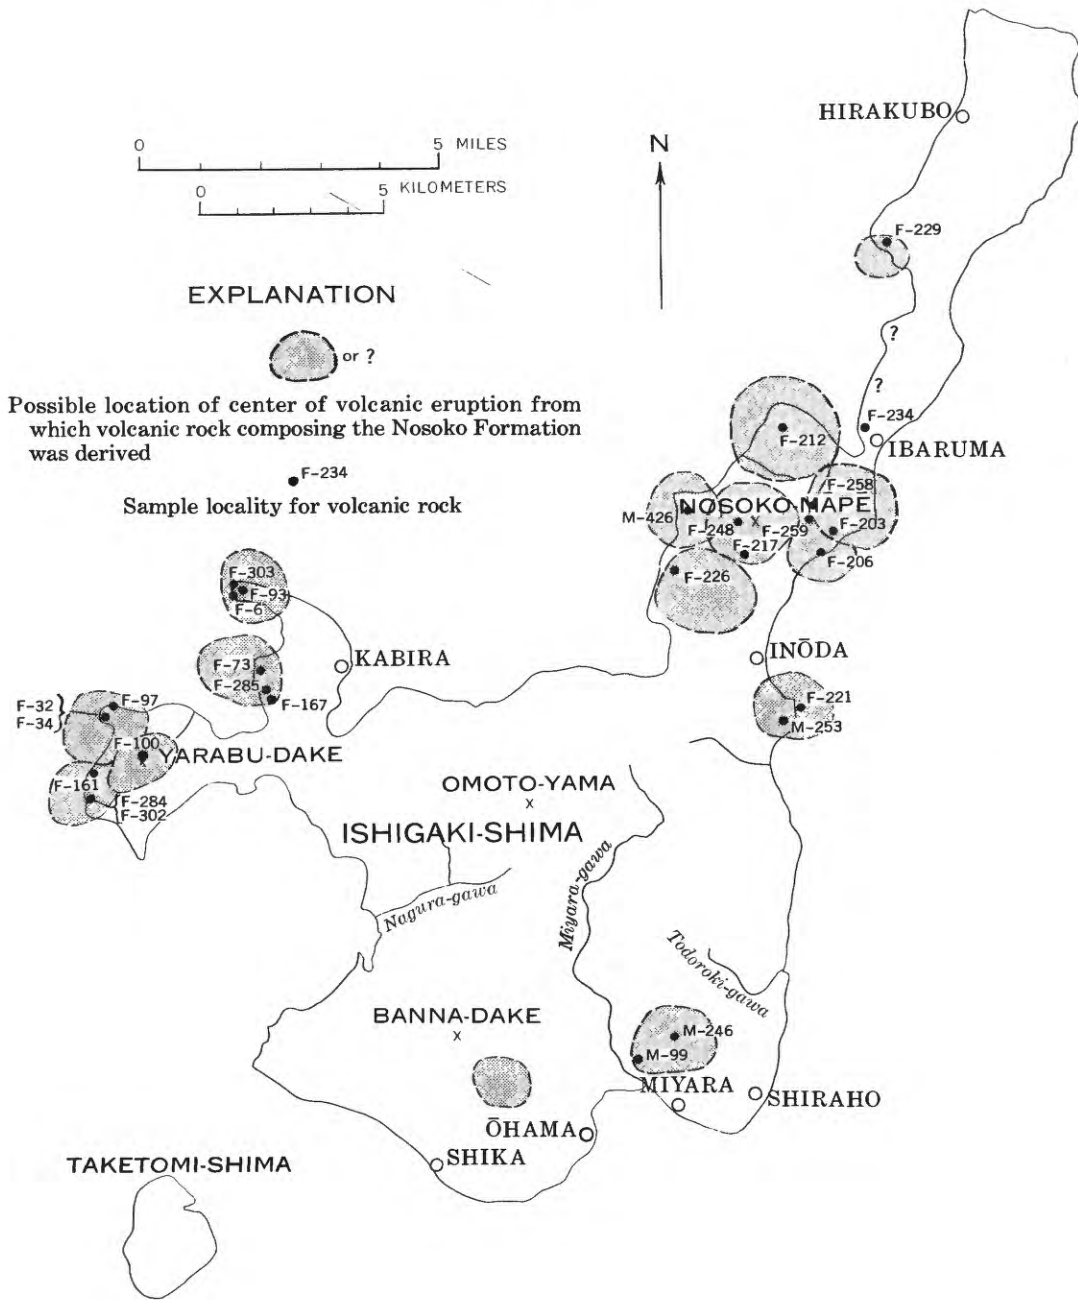 HIRAKUBO
0 5 MILES
0 5 KILOMETERS
N
F-229
EXPLANATION
or ?
Possible location of center of volcanic eruption from
which volcanic rock composing the Nosoko Formation
was derived
F-234
Sample locality for volcanic rock
?
?
F-234
IBARUMA
F-212
F-258
NOSOKO-MĀPĒ
M-426
F-248
F-259
F-203
F-217
F-206
F-226
F-303
F-93
F-6
KABIRA
INŌDA
F-73
F-285
F-167
F-221
M-253
F-32
F-97
F-34
F-100
YARABU-DAKE
F-161
F-284
F-302
OMOTO-YAMA
x
ISHIGAKI-SHIMA
Nagura-gawa
Miyara-gawa
Todoroki-gawa
BANNA-DAKE
x
M-246
M-99
MIYARA
SHIRAHO
ŌHAMA
SHIKA
TAKETOMI-SHIMA